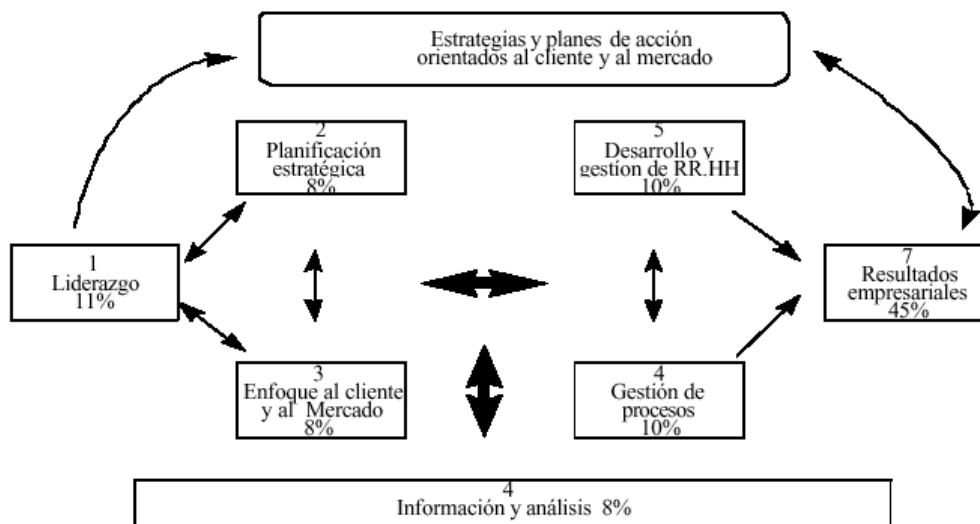 Estrategias y planes de acción
orientados al cliente y al mercado
2
Planificación
estratégica
8%
5
Desarrollo y
gestión de RR.HH
10%
1
Liderazgo
11%
7
Resultados
empresariales
45%
3
Enfoque al cliente
y al Mercado
8%
4
Gestión de
procesos
10%
4
Información y análisis 8%